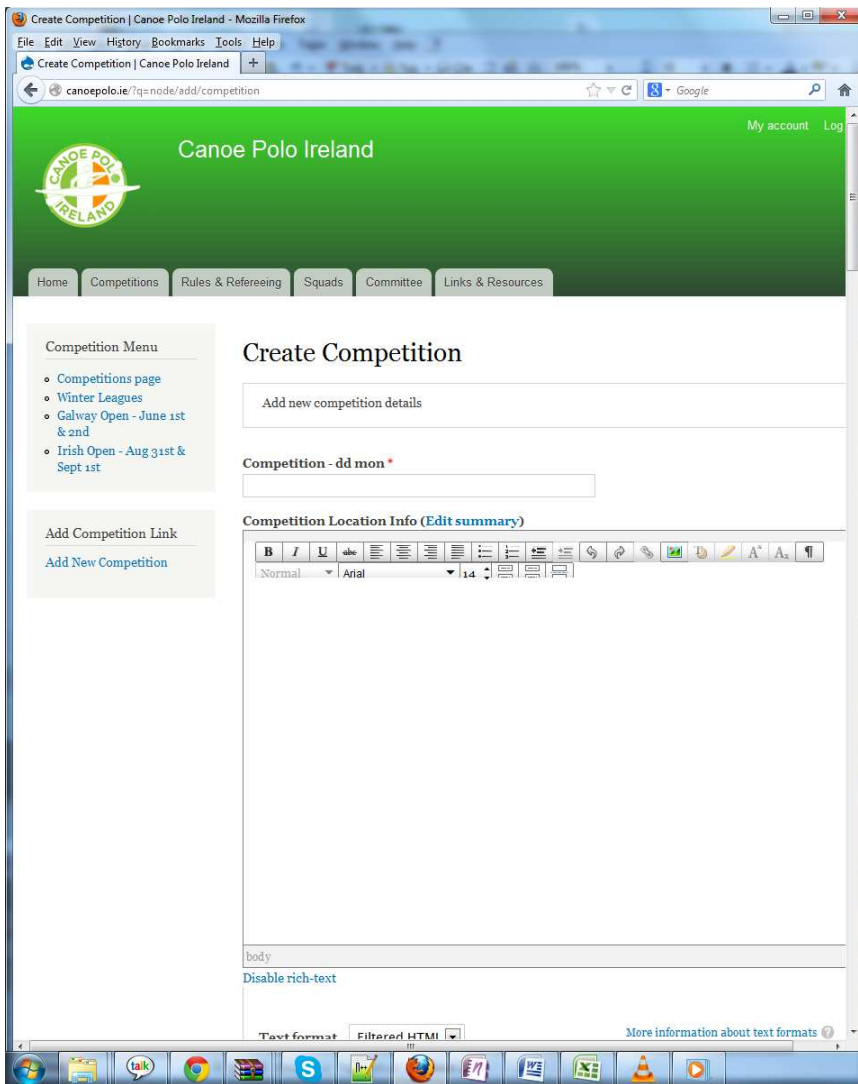 Create Competition | Canoe Polo Ireland - Mozilla Firefox
File Edit View History Bookmarks Tools Help
Create Competition | Canoe Polo Ireland
canoepolo.ie/?q=node/add/competition
Google
My account Log
CANOE POLO
IRELAND
Canoe Polo Ireland
Home Competitions Rules & Refereeing Squads Committee Links & Resources
Competition Menu
Competitions page
Winter Leagues
Galway Open - June 1st
& 2nd
Irish Open - Aug 31st &
Sept 1st
Add Competition Link
Add New Competition
Create Competition
Add new competition details
Competition - dd mon *
Competition Location Info (Edit summary)
B I U abc
Normal Arial 14
body
Disable rich-text
Text format Filtered HTML More information about text formats
talk